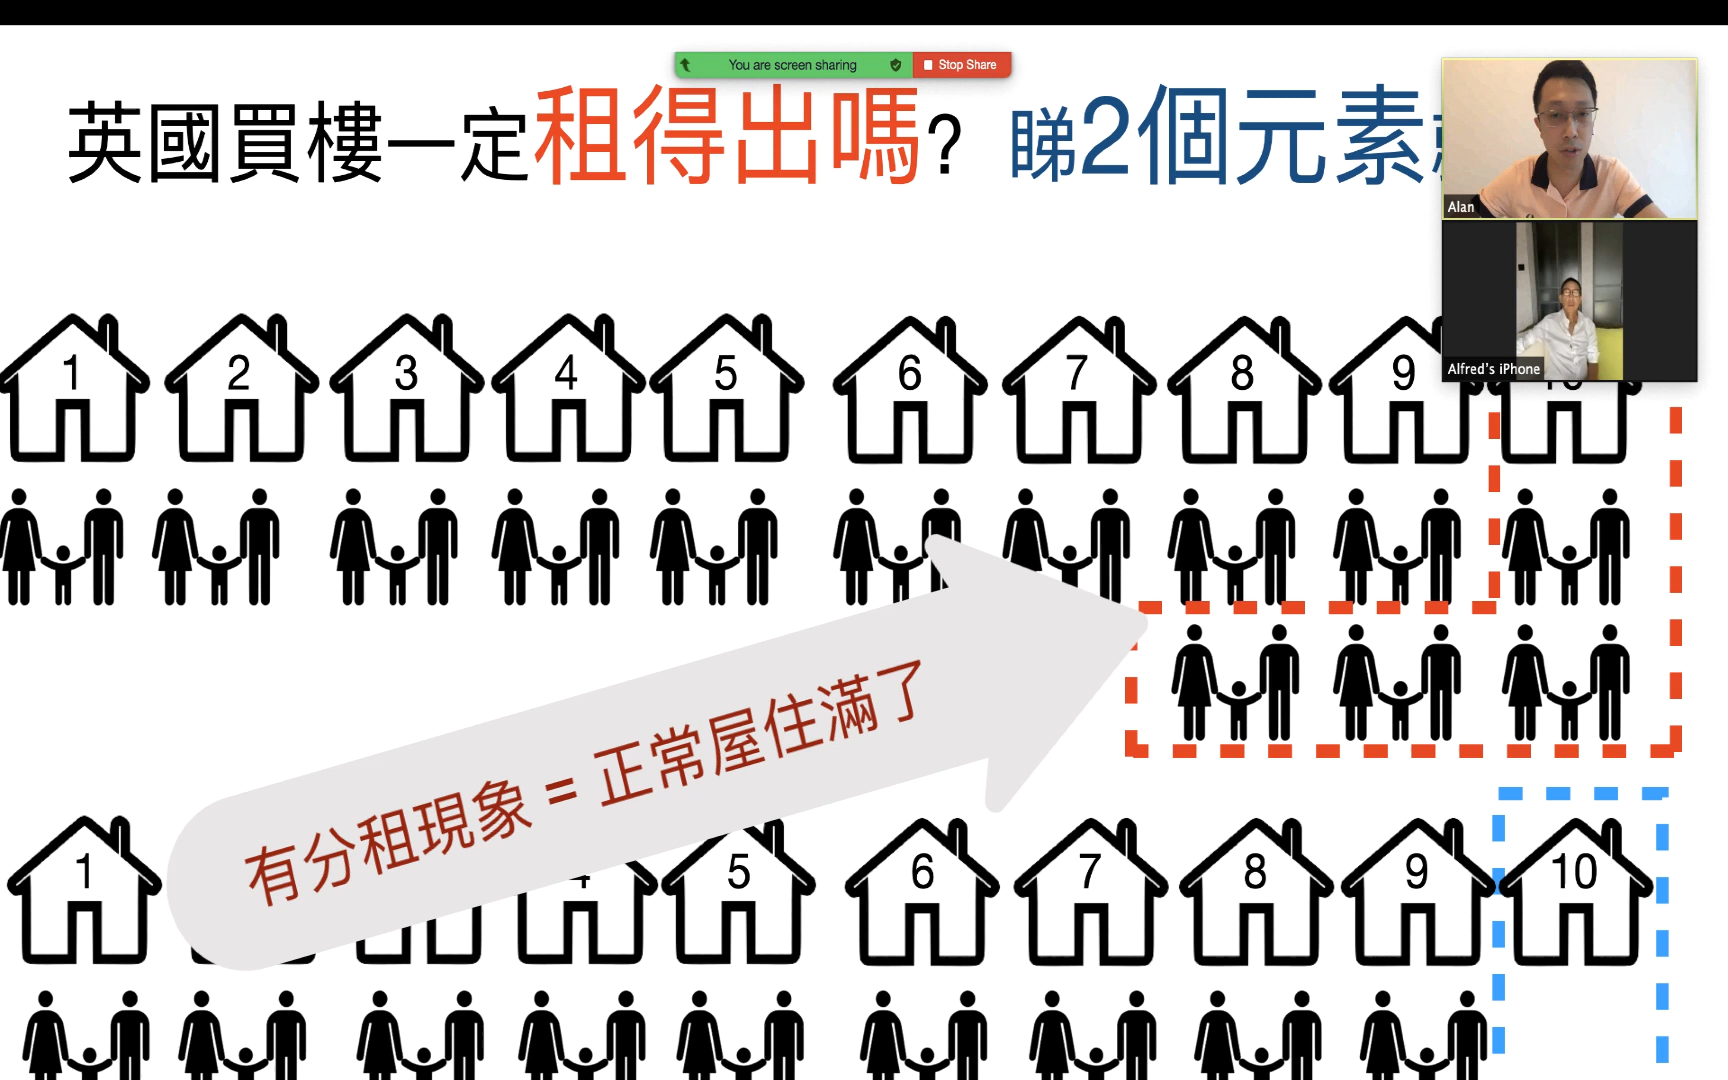 You are screen sharing Stop Share
英國買樓一定租得出嗎? 睇2個元素
Alan
Alfred's iPhone
1 2 3 4 5 6 7 8 9
有分租現象 = 正常屋住滿了
1 5 6 7 8 9 10